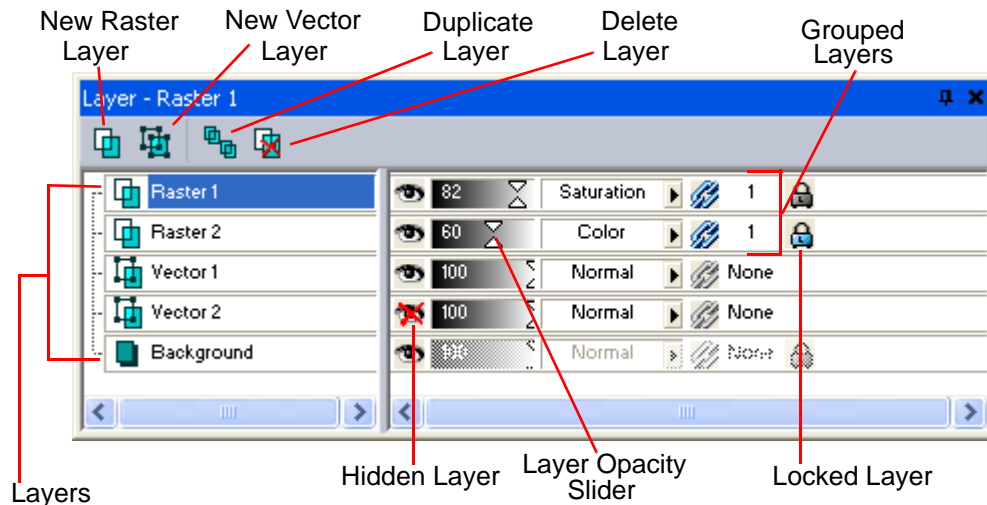 New Raster
Layer
New Vector
Layer
Duplicate
Layer
Delete
Layer
Grouped
Layers
Layer - Raster 1
Raster 1 82 Saturation 1
Raster 2 60 Color 1
Vector 1 100 Normal None
Vector 2 100 Normal None
Background 100 Normal None
Layers
Hidden Layer
Layer Opacity
Slider
Locked Layer